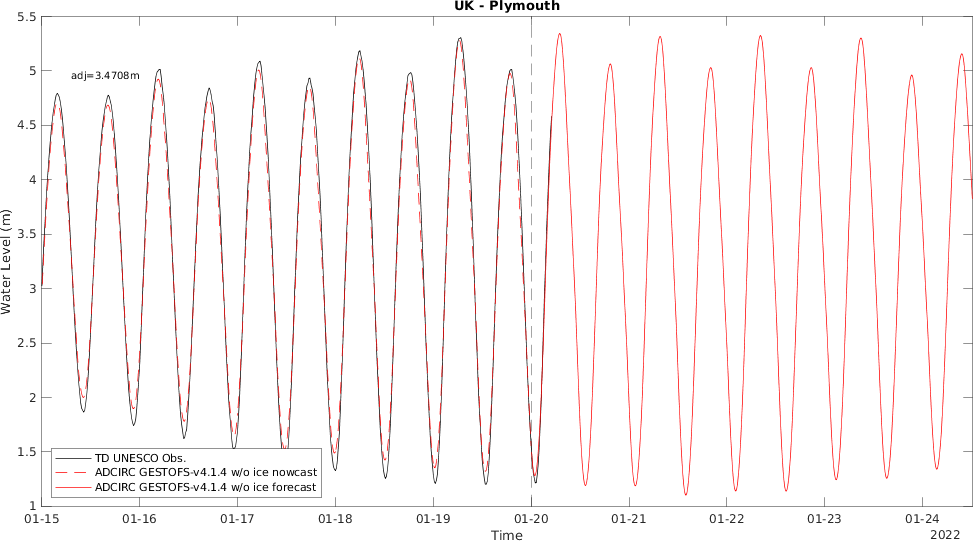 UK - Plymouth
5.5
5
4.5
4
3.5
3
2.5
2
1.5
1
Water Level (m)
adj=3.4708m
TD UNESCO Obs.
ADCIRC GESTOFS-v4.1.4 w/o ice nowcast
ADCIRC GESTOFS-v4.1.4 w/o ice forecast
01-15 01-16 01-17 01-18 01-19 01-20 01-21 01-22 01-23 01-24
Time
2022